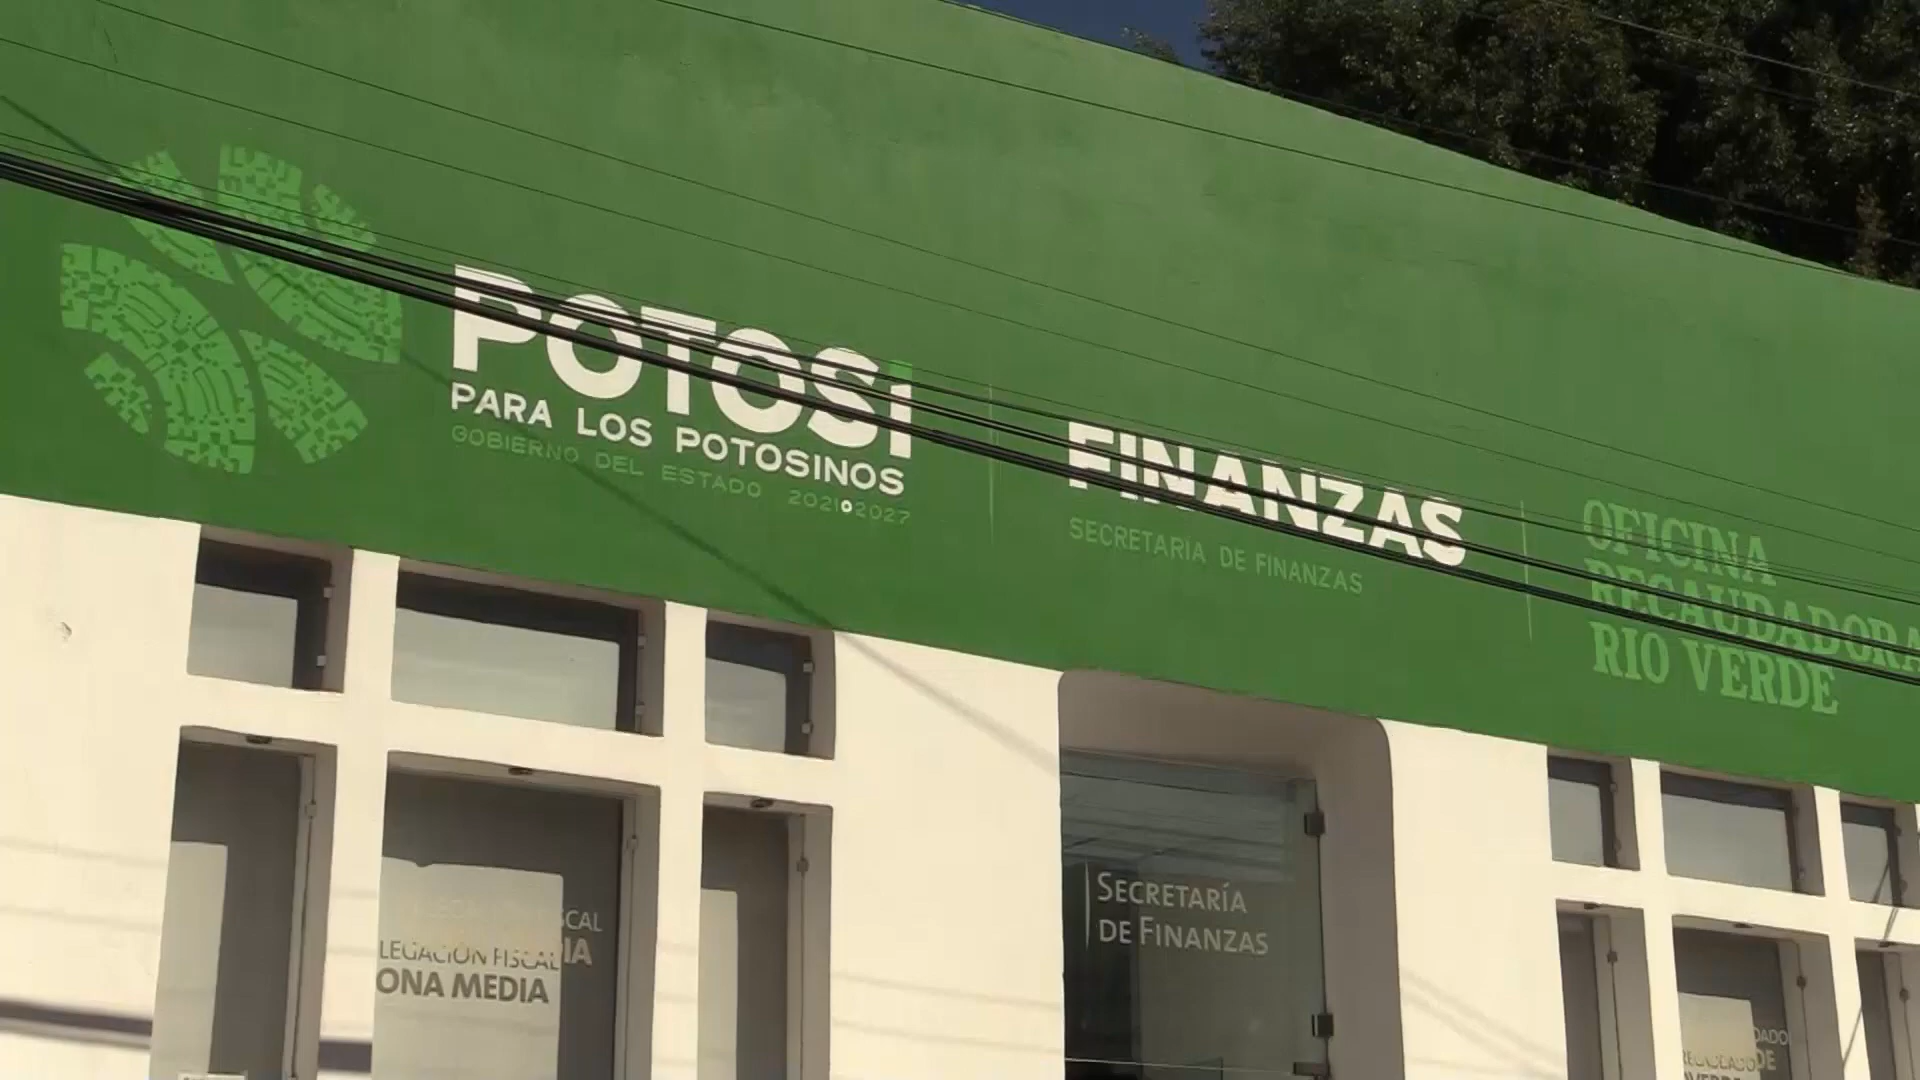 POTOSÍ
PARA LOS POTOSINOS
GOBIERNO DEL ESTADO 2021 2027
FINANZAS
SECRETARÍA DE FINANZAS
OFICINA
RECAUDADORA
RIO VERDE
LEGACIÓN FISCAL
ONA MEDIA
SECRETARÍA
DE FINANZAS